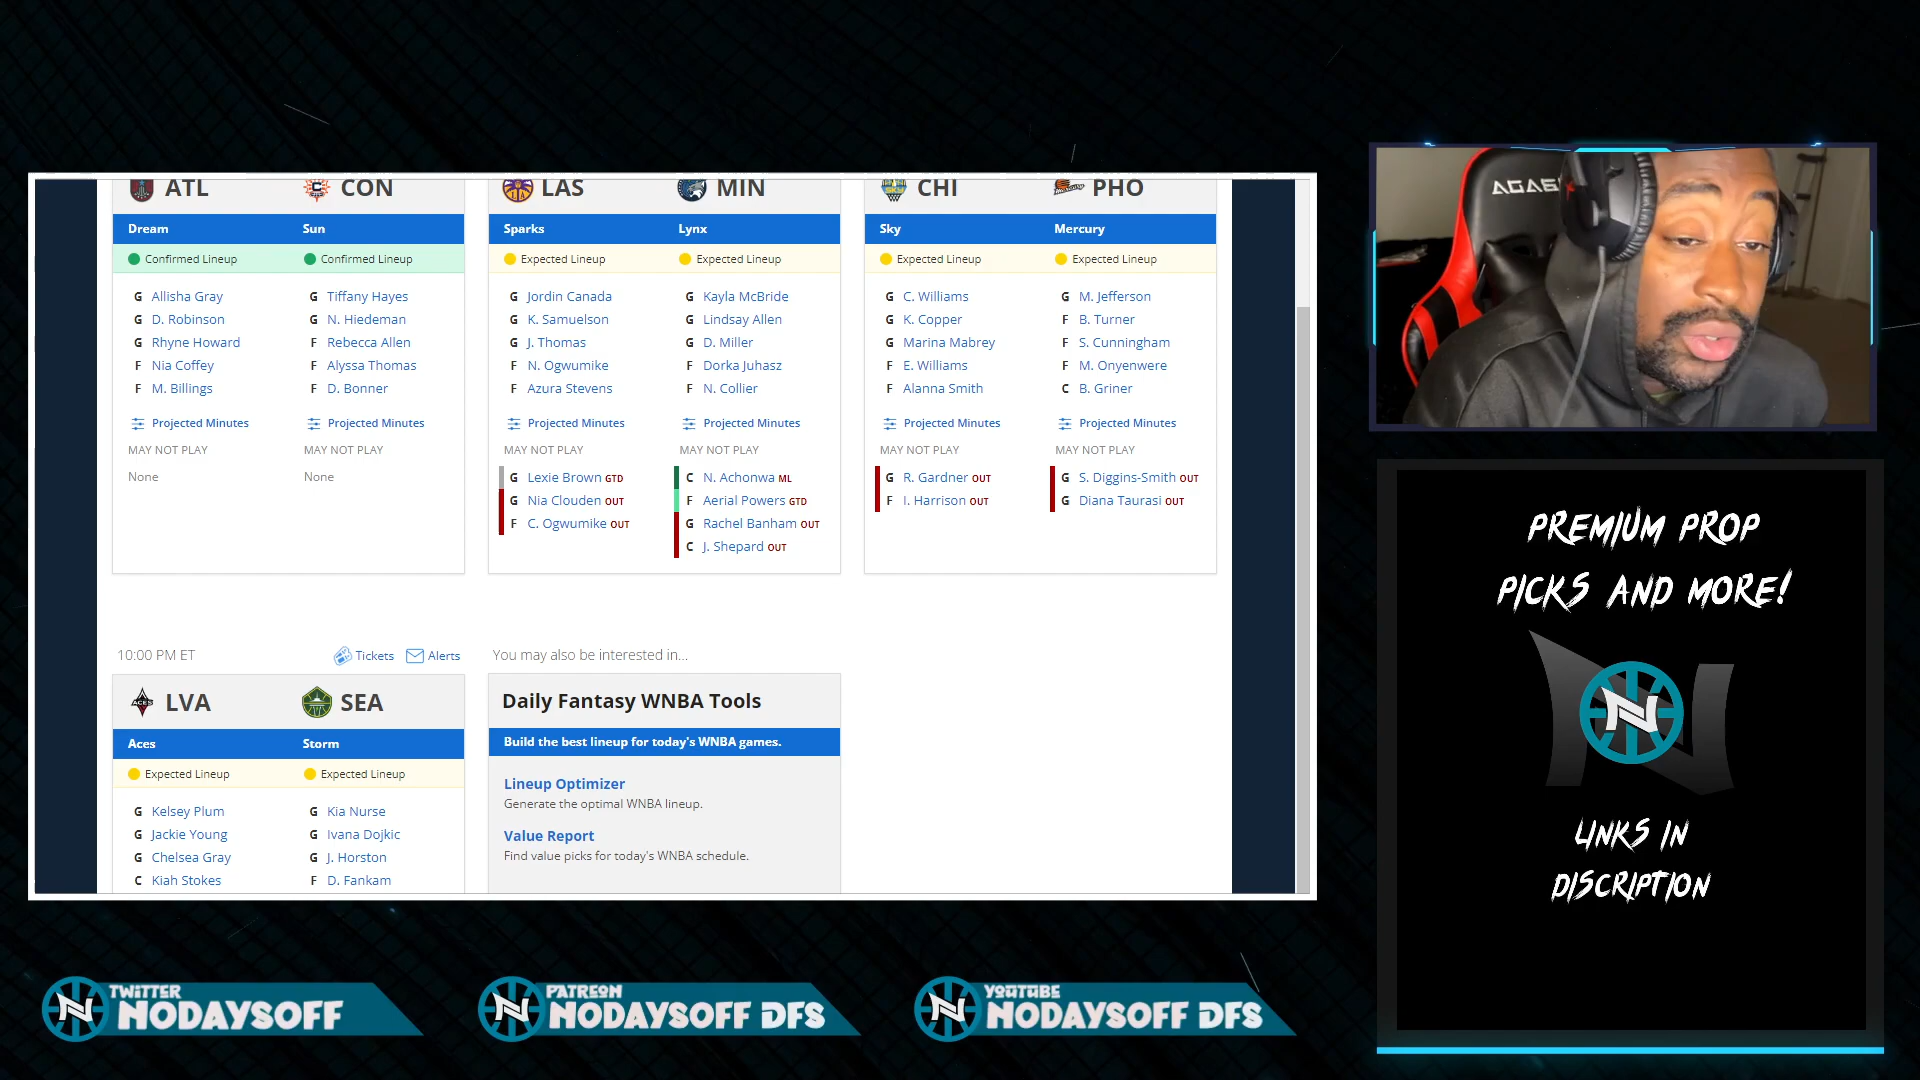 ATL CON
Dream Sun
Confirmed Lineup Confirmed Lineup
G Allisha Gray G Tiffany Hayes
G D. Robinson G N. Hiedeman
G Rhyne Howard F Rebecca Allen
F Nia Coffey F Alyssa Thomas
F M. Billings F D. Bonner
Projected Minutes Projected Minutes
MAY NOT PLAY MAY NOT PLAY
None None
LAS MIN
Sparks Lynx
Expected Lineup Expected Lineup
G Jordin Canada G Kayla McBride
G K. Samuelson G Lindsay Allen
G J. Thomas G D. Miller
F N. Ogwumike F Dorka Juhasz
F Azura Stevens F N. Collier
Projected Minutes Projected Minutes
MAY NOT PLAY MAY NOT PLAY
G Lexie Brown GTD C N. Achonwa ML
G Nia Clouden OUT F Aerial Powers GTD
F C. Ogwumike OUT G Rachel Banham OUT
C J. Shepard OUT
CHI PHO
Sky Mercury
Expected Lineup Expected Lineup
G C. Williams G M. Jefferson
G K. Copper F B. Turner
G Marina Mabrey F S. Cunningham
F E. Williams F M. Onyenwere
F Alanna Smith C B. Griner
Projected Minutes Projected Minutes
MAY NOT PLAY MAY NOT PLAY
G R. Gardner OUT G S. Diggins-Smith OUT
F I. Harrison OUT G Diana Taurasi OUT
10:00 PM ET Tickets Alerts
LVA SEA
Aces Storm
Expected Lineup Expected Lineup
G Kelsey Plum G Kia Nurse
G Jackie Young G Ivana Dojkic
G Chelsea Gray G J. Horston
C Kiah Stokes F D. Fankam
You may also be interested in...
Daily Fantasy WNBA Tools
Build the best lineup for today's WNBA games.
Lineup Optimizer
Generate the optimal WNBA lineup.
Value Report
Find value picks for today's WNBA schedule.
PREMIUM PROP
PICKS AND MORE!
N
LINKS IN
DISCRIPTION
TWITTER
NODAYSOFF
PATREON
NODAYSOFF DFS
YOUTUBE
NODAYSOFF DFS